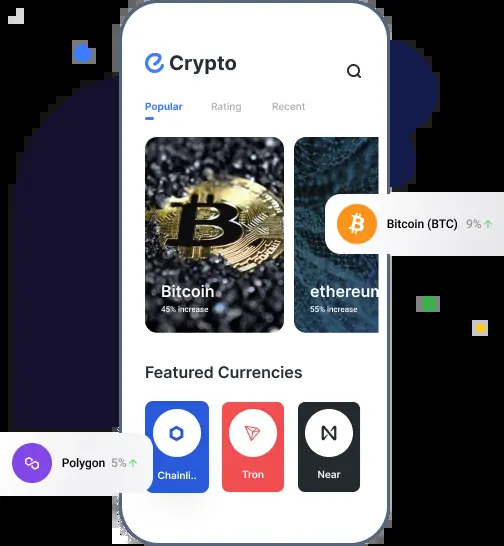 Crypto
Popular Rating Recent
Bitcoin (BTC) 9%
Bitcoin
45% increase
ethereum
55% increase
Featured Currencies
Polygon 5%
Chainli..
Tron
Near